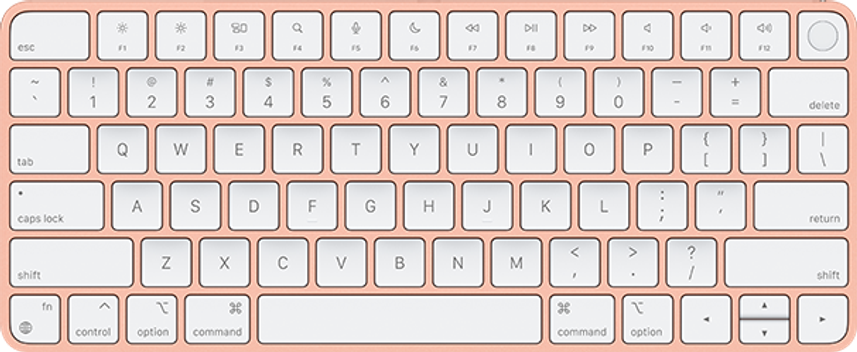 esc F1 F2 F3 F4 F5 F6 F7 F8 F9 F10 F11 F12
~ ! @ # $ % ^ & * ( ) — +
` 1 2 3 4 5 6 7 8 9 0 - = delete
tab Q W E R T Y U I O P { [ } ] | \
caps lock A S D F G H J K L : ; " ' return
shift Z X C V B N M < , > . ? / shift
fn control option command command option